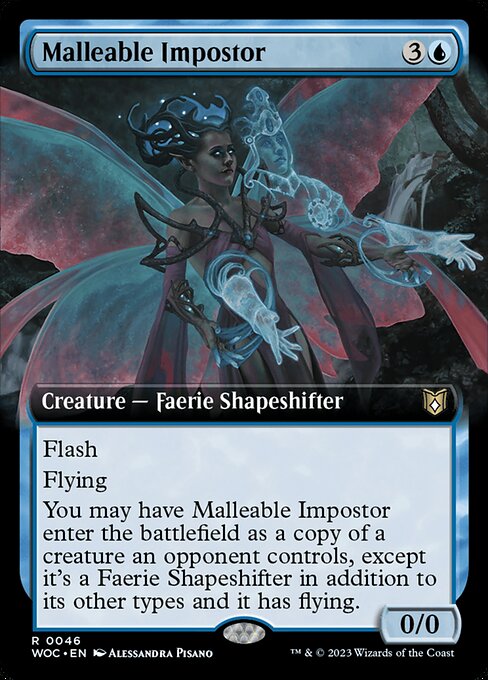 Malleable Impostor 3
Creature — Faerie Shapeshifter
Flash
Flying
You may have Malleable Impostor
enter the battlefield as a copy of a
creature an opponent controls, except
it's a Faerie Shapeshifter in addition to
its other types and it has flying.
0/0
R 0046
WOC • EN Alessandra Pisano
™ & © 2023 Wizards of the Coast